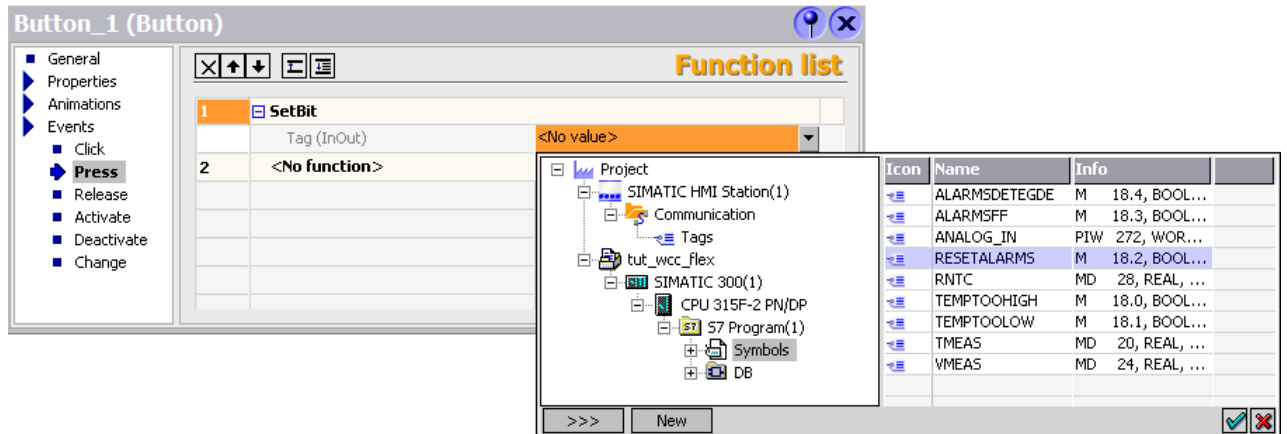 Button_1 (Button)
General
Properties
Animations
Events
Click
Press
Release
Activate
Deactivate
Change
Function list
1 SetBit
Tag (InOut) <No value>
2 <No function>
Project
SIMATIC HMI Station(1)
Communication
Tags
tut_wcc_flex
SIMATIC 300(1)
CPU 315F-2 PN/DP
S7 Program(1)
Symbols
DB
Icon Name Info
ALARMSDETEGDE M 18.4, BOOL...
ALARMSFF M 18.3, BOOL...
ANALOG_IN PIW 272, WOR...
RESETALARMS M 18.2, BOOL...
RNTC MD 28, REAL, ...
TEMPTOOHIGH M 18.0, BOOL...
TEMPTOOLOW M 18.1, BOOL...
TMEAS MD 20, REAL, ...
VMEAS MD 24, REAL, ...
>>> New